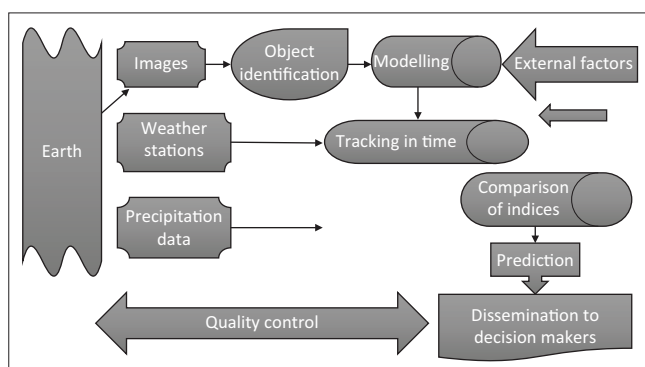 Earth
Images
Object
identification
Modelling
External factors
Weather
stations
Tracking in time
Precipitation
data
Comparison
of indices
Prediction
Quality control
Dissemination to
decision makers